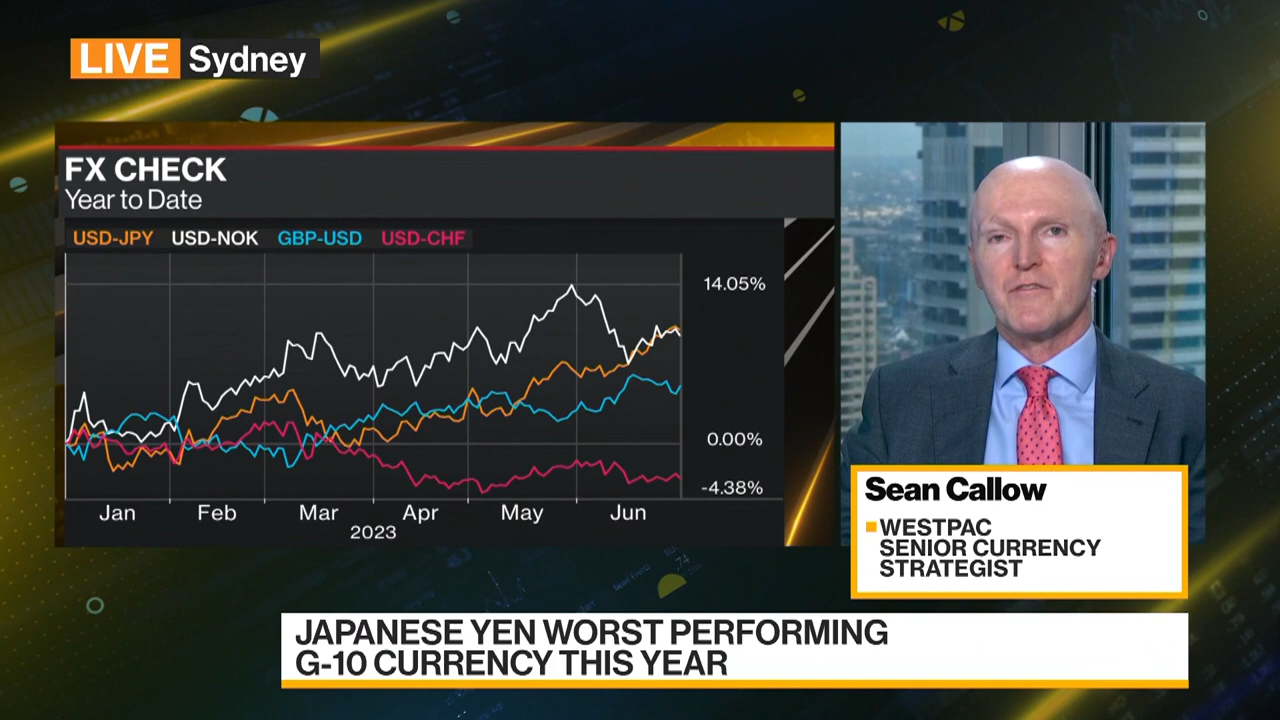 LIVE Sydney
FX CHECK
Year to Date
USD-JPY USD-NOK GBP-USD USD-CHF
14.05%
0.00%
-4.38%
Jan Feb Mar Apr May Jun
2023
Sean Callow
WESTPAC
SENIOR CURRENCY
STRATEGIST
JAPANESE YEN WORST PERFORMING
G-10 CURRENCY THIS YEAR